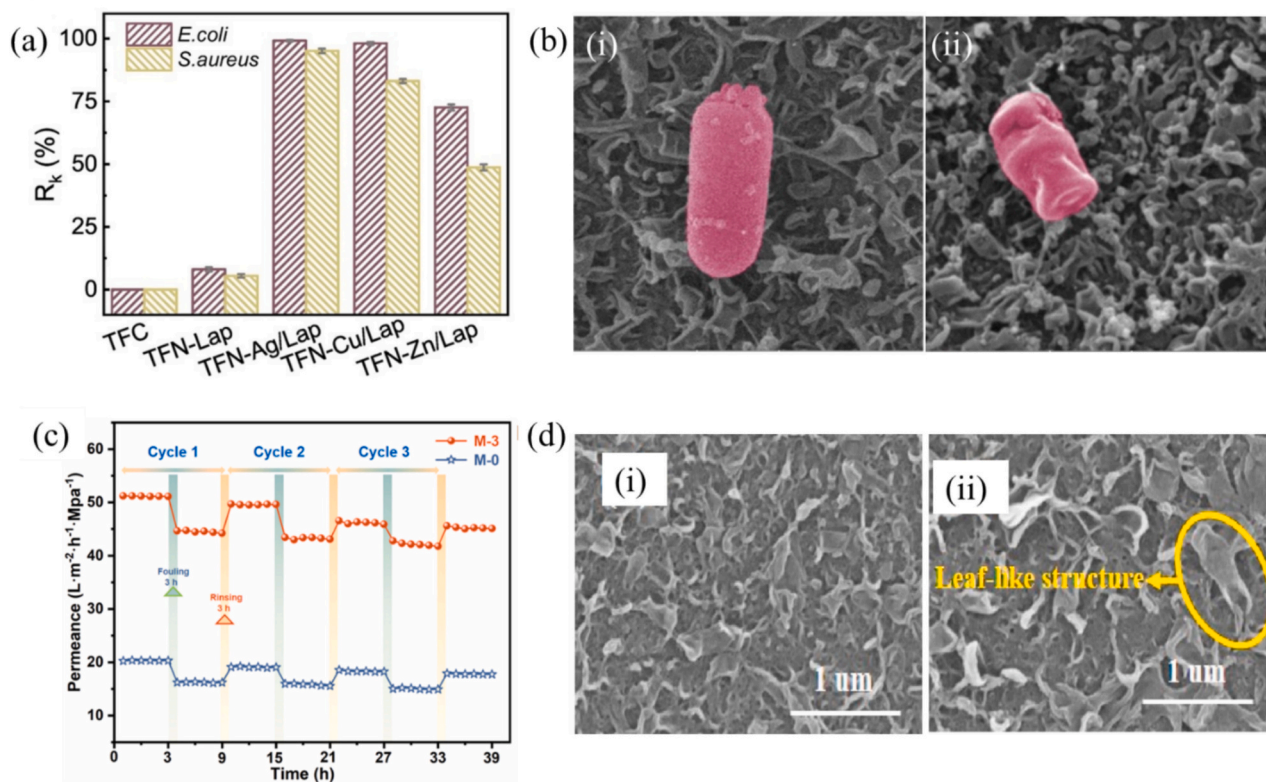 (a)
E.coli
S.aureus
100
75
50
25
0
Rₖ (%)
TFC
TFN-Lap
TFN-Ag/Lap
TFN-Cu/Lap
TFN-Zn/Lap
(b)
(i)
(ii)
(c)
M-3
M-0
Cycle 1
Cycle 2
Cycle 3
Fouling
3 h
Rinsing
3 h
60
50
40
30
20
10
Permeance (L·m⁻²·h⁻¹·Mpa⁻¹)
0 3 9 15 21 27 33 39
Time (h)
(d)
(i)
1 um
(ii)
Leaf-like structure
1 um